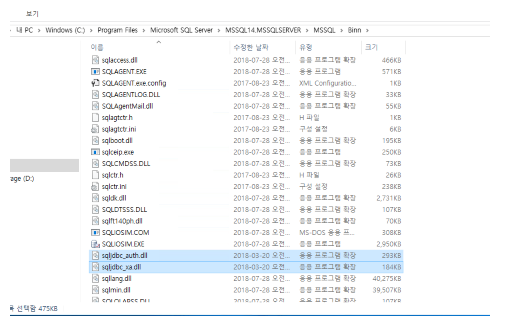 보기
내 PC > Windows (C:) > Program Files > Microsoft SQL Server > MSSQL14.MSSQLSERVER > MSSQL > Binn >
이름 수정한 날짜 유형 크기
sqlaccess.dll 2018-07-28 오전... 응용 프로그램 확장 466KB
SQLAGENT.EXE 2018-07-28 오전... 응용 프로그램 571KB
SQLAGENT.exe.config 2017-08-23 오전... XML Configuratio... 1KB
SQLAGENTLOG.DLL 2018-07-28 오전... 응용 프로그램 확장 33KB
SQLAgentMail.dll 2018-07-28 오전... 응용 프로그램 확장 55KB
sqlagtctr.h 2017-08-23 오전... H 파일 1KB
sqlagtctr.ini 2017-08-23 오전... 구성 설정 6KB
sqlboot.dll 2018-07-28 오전... 응용 프로그램 확장 195KB
sqlceip.exe 2018-07-28 오전... 응용 프로그램 250KB
SQLCMDSS.DLL 2018-07-28 오전... 응용 프로그램 확장 73KB
sqlctr.h 2017-08-23 오전... H 파일 26KB
sqlctr.ini 2017-08-23 오전... 구성 설정 238KB
sqldk.dll 2018-07-28 오전... 응용 프로그램 확장 2,731KB
SQLDTSSS.DLL 2018-07-28 오전... 응용 프로그램 확장 107KB
sqlft140ph.dll 2018-07-28 오전... 응용 프로그램 확장 70KB
SQLIOSIM.COM 2018-07-28 오전... MS-DOS 응용 프... 308KB
SQLIOSIM.EXE 2018-07-28 오전... 응용 프로그램 2,950KB
sqljdbc_auth.dll 2018-03-20 오전... 응용 프로그램 확장 293KB
sqljdbc_xa.dll 2018-03-20 오전... 응용 프로그램 확장 184KB
sqllang.dll 2018-07-28 오전... 응용 프로그램 확장 40,275KB
sqlmin.dll 2018-07-28 오전... 응용 프로그램 확장 39,507KB
SQLOLAPSS.DLL 2018-07-28 오전... 응용 프로그램 확장 107KB
age (D:)
선택함 475KB